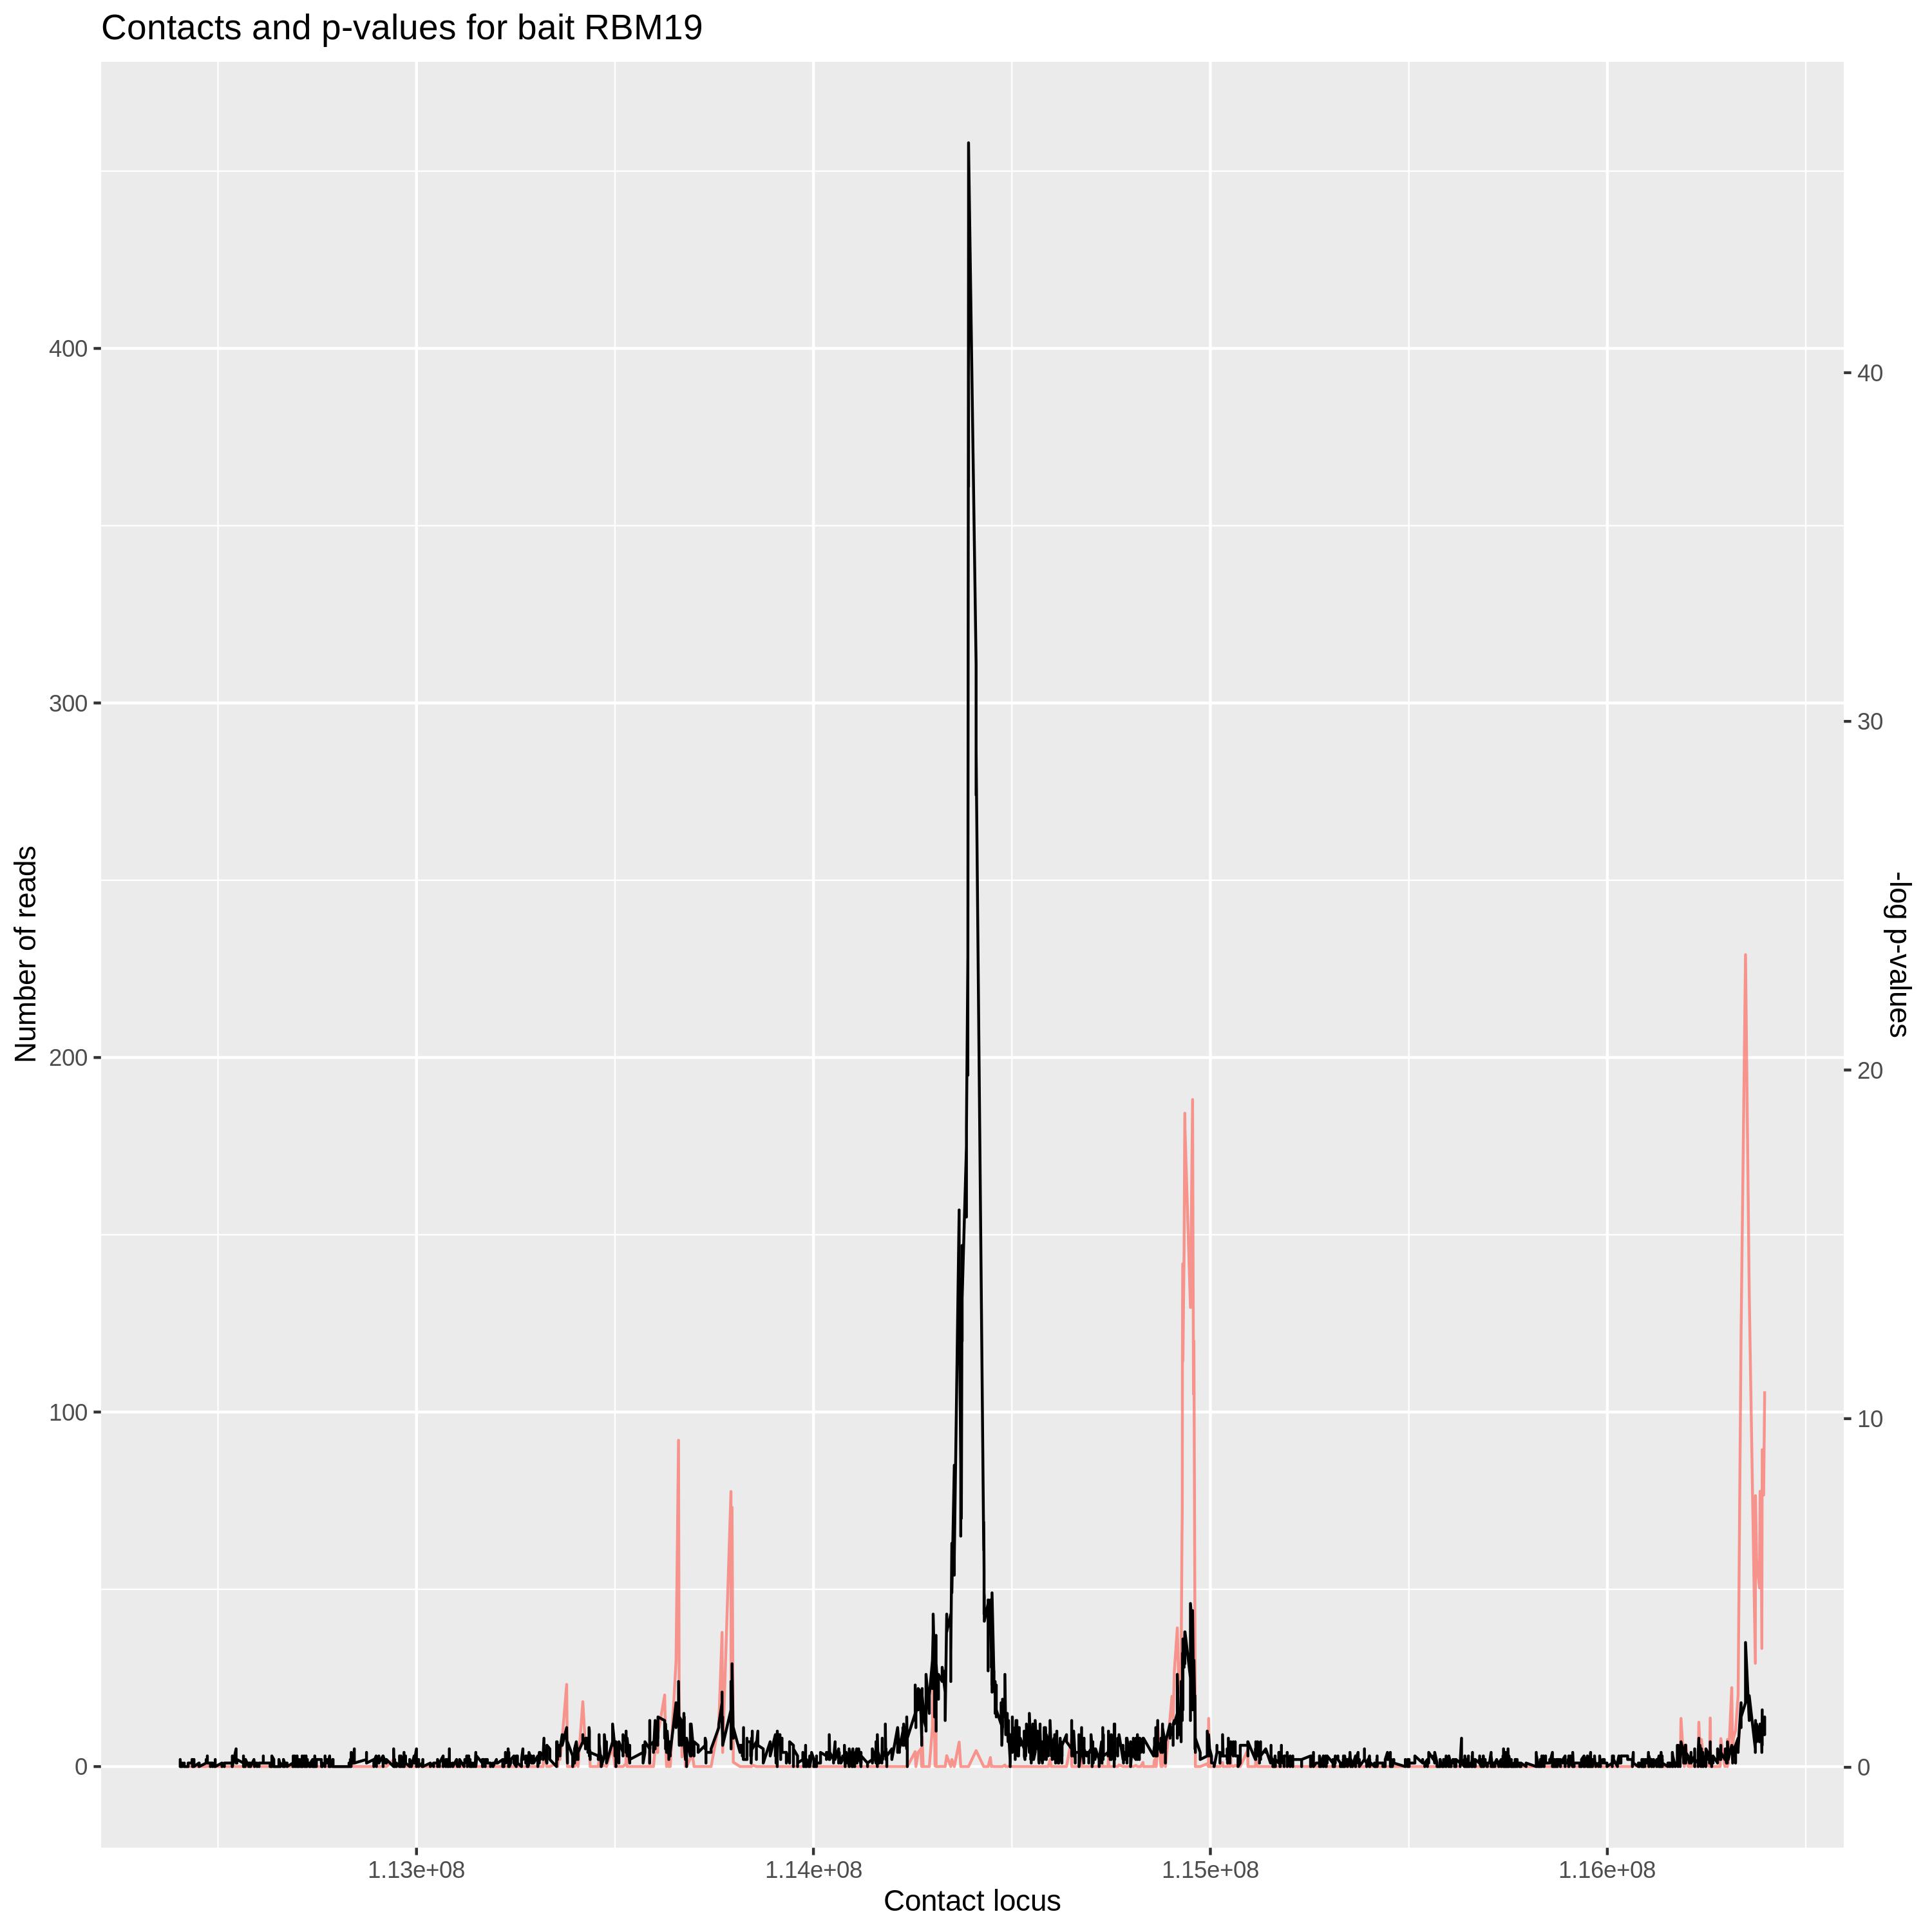 Contacts and p-values for bait RBM19
Number of reads
400
300
200
100
0
40
30
20
10
0
-log p-values
1.13e+08 1.14e+08 1.15e+08 1.16e+08
Contact locus